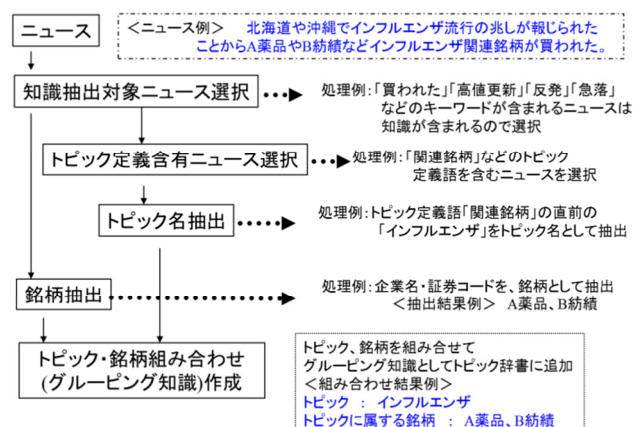 ニュース
＜ニュース例＞　北海道や沖縄でインフルエンザ流行の兆しが報じられた
ことからA薬品やB紡績などインフルエンザ関連銘柄が買われた。
知識抽出対象ニュース選択
処理例：「買われた」「高値更新」「反発」「急落」
などのキーワードが含まれるニュースは
知識が含まれるので選択
トピック定義含有ニュース選択
処理例：「関連銘柄」などのトピック
定義語を含むニュースを選択
トピック名抽出
処理例：トピック定義語「関連銘柄」の直前の
「インフルエンザ」をトピック名として抽出
銘柄抽出
処理例：企業名・証券コードを、銘柄として抽出
＜抽出結果例＞　A薬品、B紡績
トピック・銘柄組み合わせ
(グルーピング知識)作成
トピック、銘柄を組み合せて
グルーピング知識としてトピック辞書に追加
＜組み合わせ結果例＞
トピック　：　インフルエンザ
トピックに属する銘柄　：　A薬品、B紡績